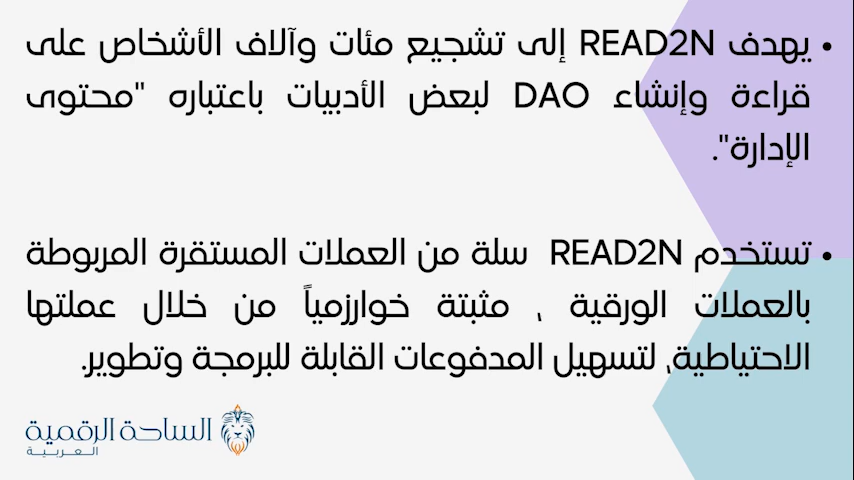 • يهدف READ2N إلى تشجيع مئات وآلاف الأشخاص على
قراءة وإنشاء DAO لبعض الأدبيات باعتباره "محتوى
الإدارة".
• تستخدم READ2N سلة من العملات المستقرة المربوطة
بالعملات الورقية ، مثبتة خوارزمياً من خلال عملتها
الاحتياطية، لتسهيل المدفوعات القابلة للبرمجة وتطوير.
الساحة الرقمية
العربية